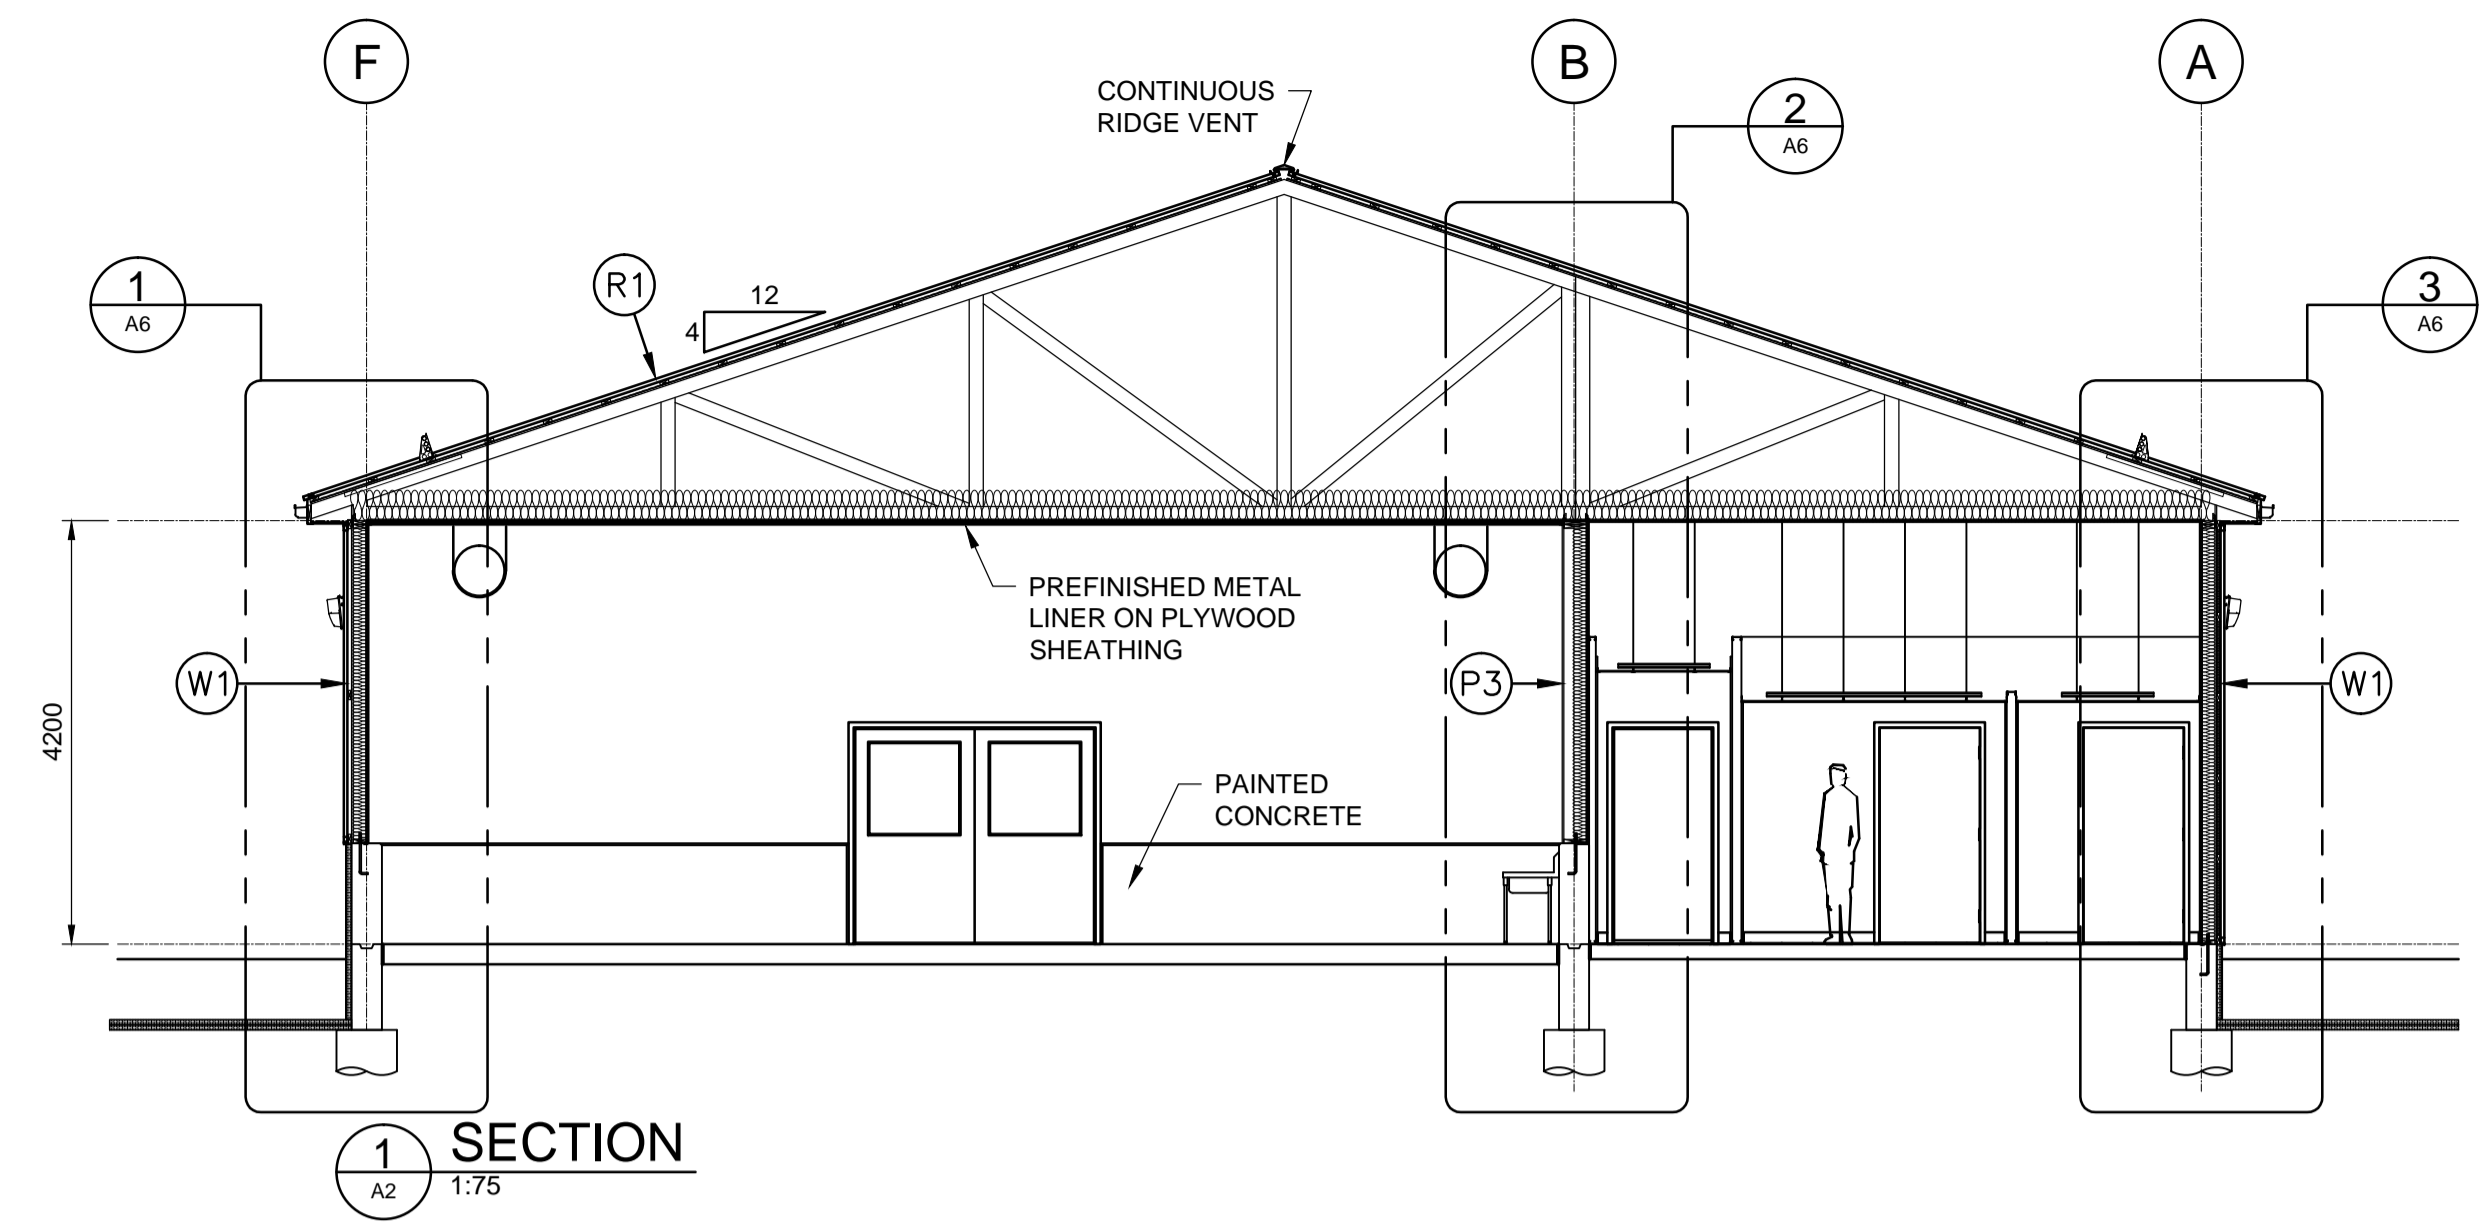 F
B
A
CONTINUOUS
RIDGE VENT
2
A6
1
A6
R1
12
4
3
A6
PREFINISHED METAL
LINER ON PLYWOOD
SHEATHING
W1
P3
W1
4200
PAINTED
CONCRETE
1
A2
SECTION
1:75